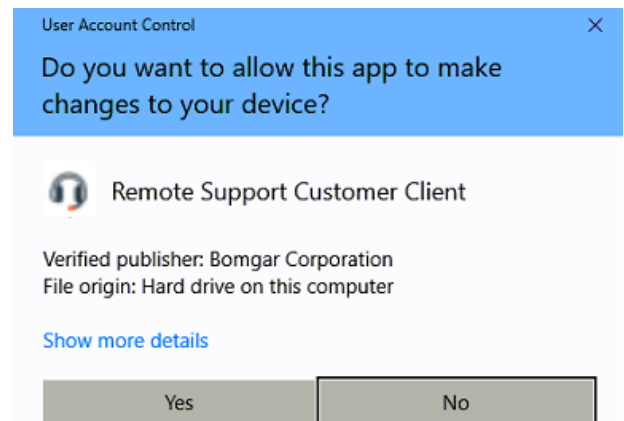 User Account Control
Do you want to allow this app to make
changes to your device?
Remote Support Customer Client
Verified publisher: Bomgar Corporation
File origin: Hard drive on this computer
Show more details
Yes
No